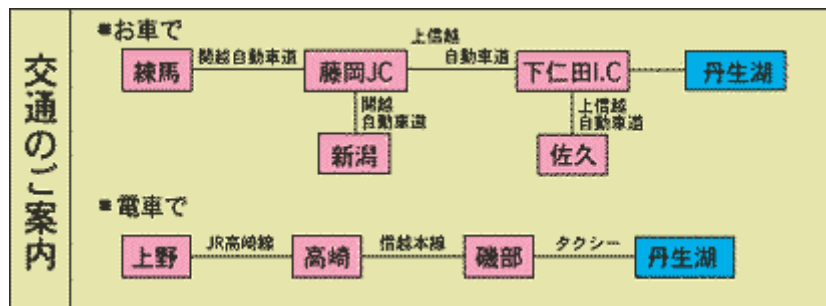 交通のご案内
■お車で
練馬
関越自動車道
藤岡JC
上信越
自動車道
下仁田I.C
丹生湖
関越
自動車道
新潟
上信越
自動車道
佐久
■電車で
上野
JR高崎線
高崎
信越本線
磯部
タクシー
丹生湖